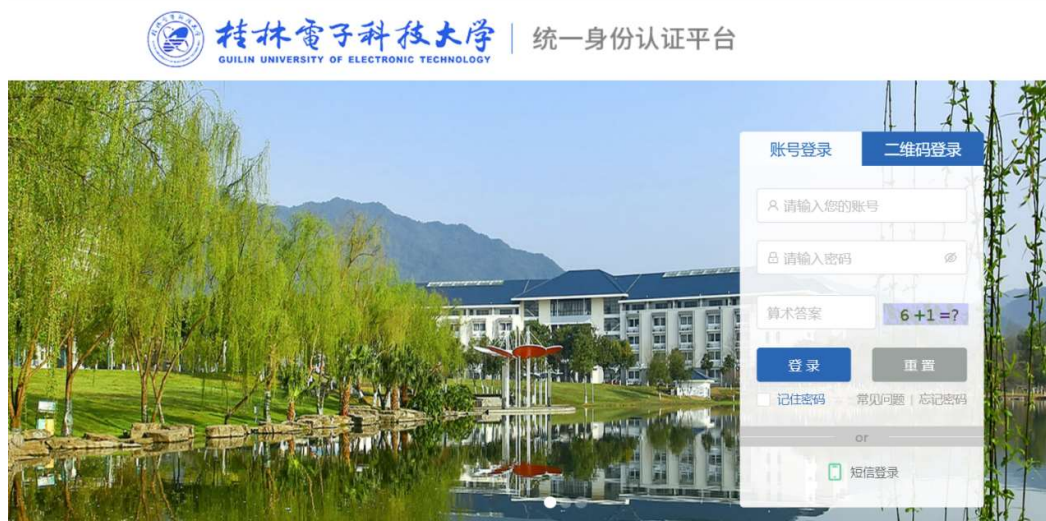 桂林電子科技大学 统一身份认证平台
GUILIN UNIVERSITY OF ELECTRONIC TECHNOLOGY
账号登录 二维码登录
请输入您的账号
请输入密码
算术答案 6+1=?
登录 重置
记住密码 常见问题 | 忘记密码
or
短信登录